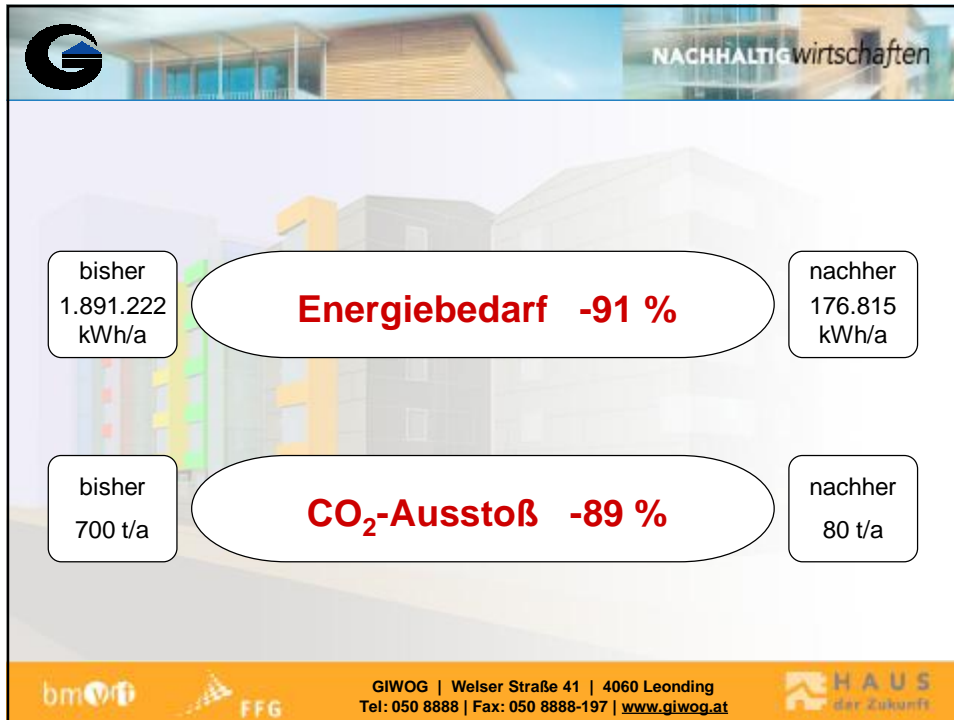 NACHHALTIGwirtschaften
bisher
1.891.222
kWh/a
Energiebedarf -91 %
nachher
176.815
kWh/a
bisher
700 t/a
CO₂-Ausstoß -89 %
nachher
80 t/a
bmvit
FFG
GIWOG | Welser Straße 41 | 4060 Leonding
Tel: 050 8888 | Fax: 050 8888-197 | www.giwog.at
HAUS
der Zukunft